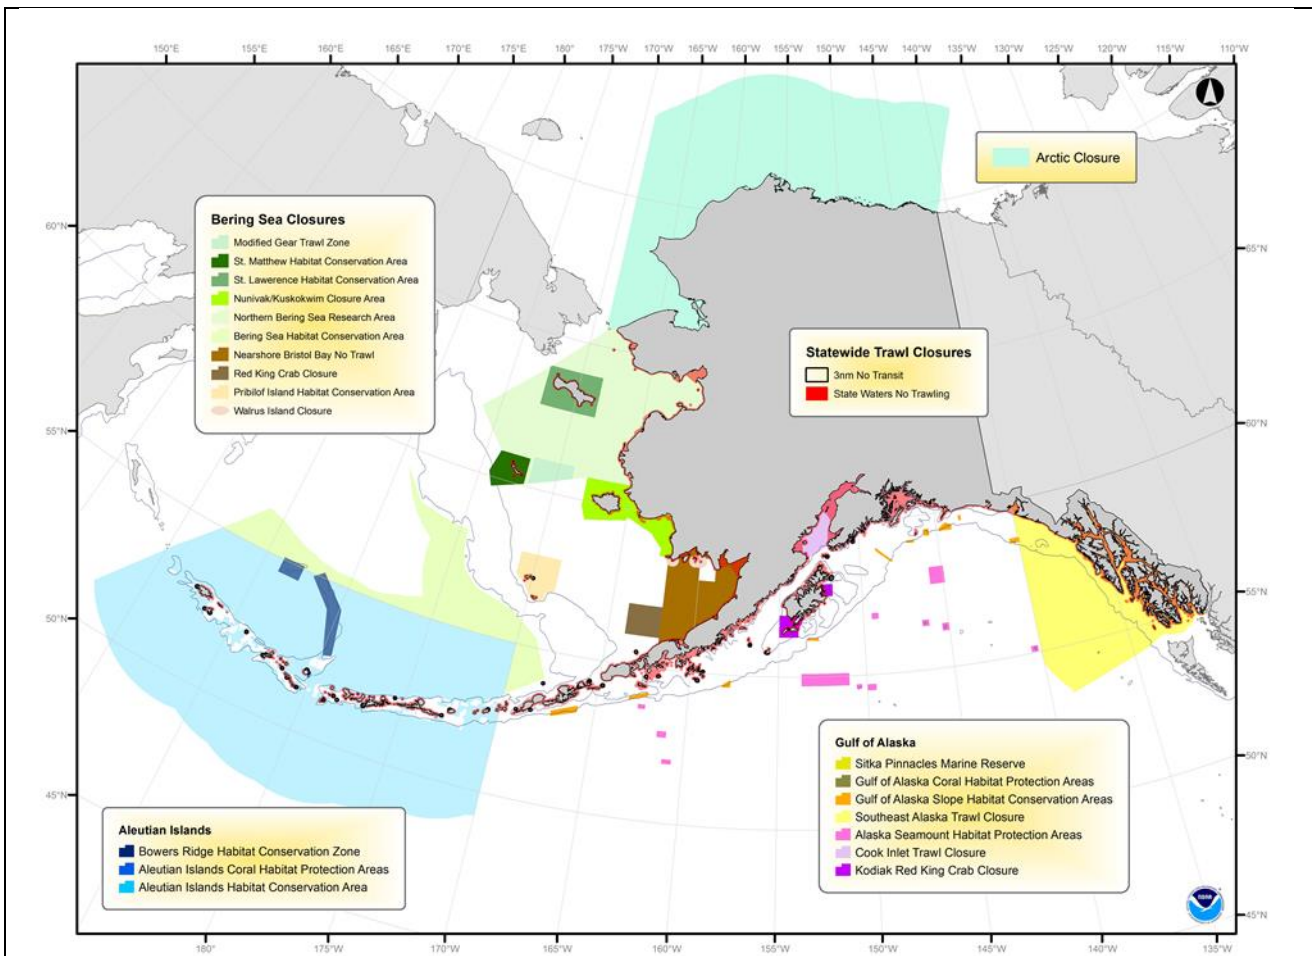 150°E 155°E 160°E 165°E 170°E 175°E 180° 175°W 170°W 165°W 160°W 155°W 150°W 145°W 140°W 135°W 130°W 125°W 120°W 115°W 110°W
Arctic Closure
Bering Sea Closures
Modified Gear Trawl Zone
St. Matthew Habitat Conservation Area
St. Lawerence Habitat Conservation Area
Nunivak/Kuskokwim Closure Area
Northern Bering Sea Research Area
Bering Sea Habitat Conservation Area
Nearshore Bristol Bay No Trawl
Red King Crab Closure
Pribilof Island Habitat Conservation Area
Walrus Island Closure
60°N
55°N
50°N
45°N
65°N
60°N
55°N
50°N
45°N
Statewide Trawl Closures
3nm No Transit
State Waters No Trawling
Gulf of Alaska
Sitka Pinnacles Marine Reserve
Gulf of Alaska Coral Habitat Protection Areas
Gulf of Alaska Slope Habitat Conservation Areas
Southeast Alaska Trawl Closure
Alaska Seamount Habitat Protection Areas
Cook Inlet Trawl Closure
Kodiak Red King Crab Closure
Aleutian Islands
Bowers Ridge Habitat Conservation Zone
Aleutian Islands Coral Habitat Protection Areas
Aleutian Islands Habitat Conservation Area
NOAA
180° 175°W 170°W 165°W 160°W 155°W 150°W 145°W 140°W 135°W